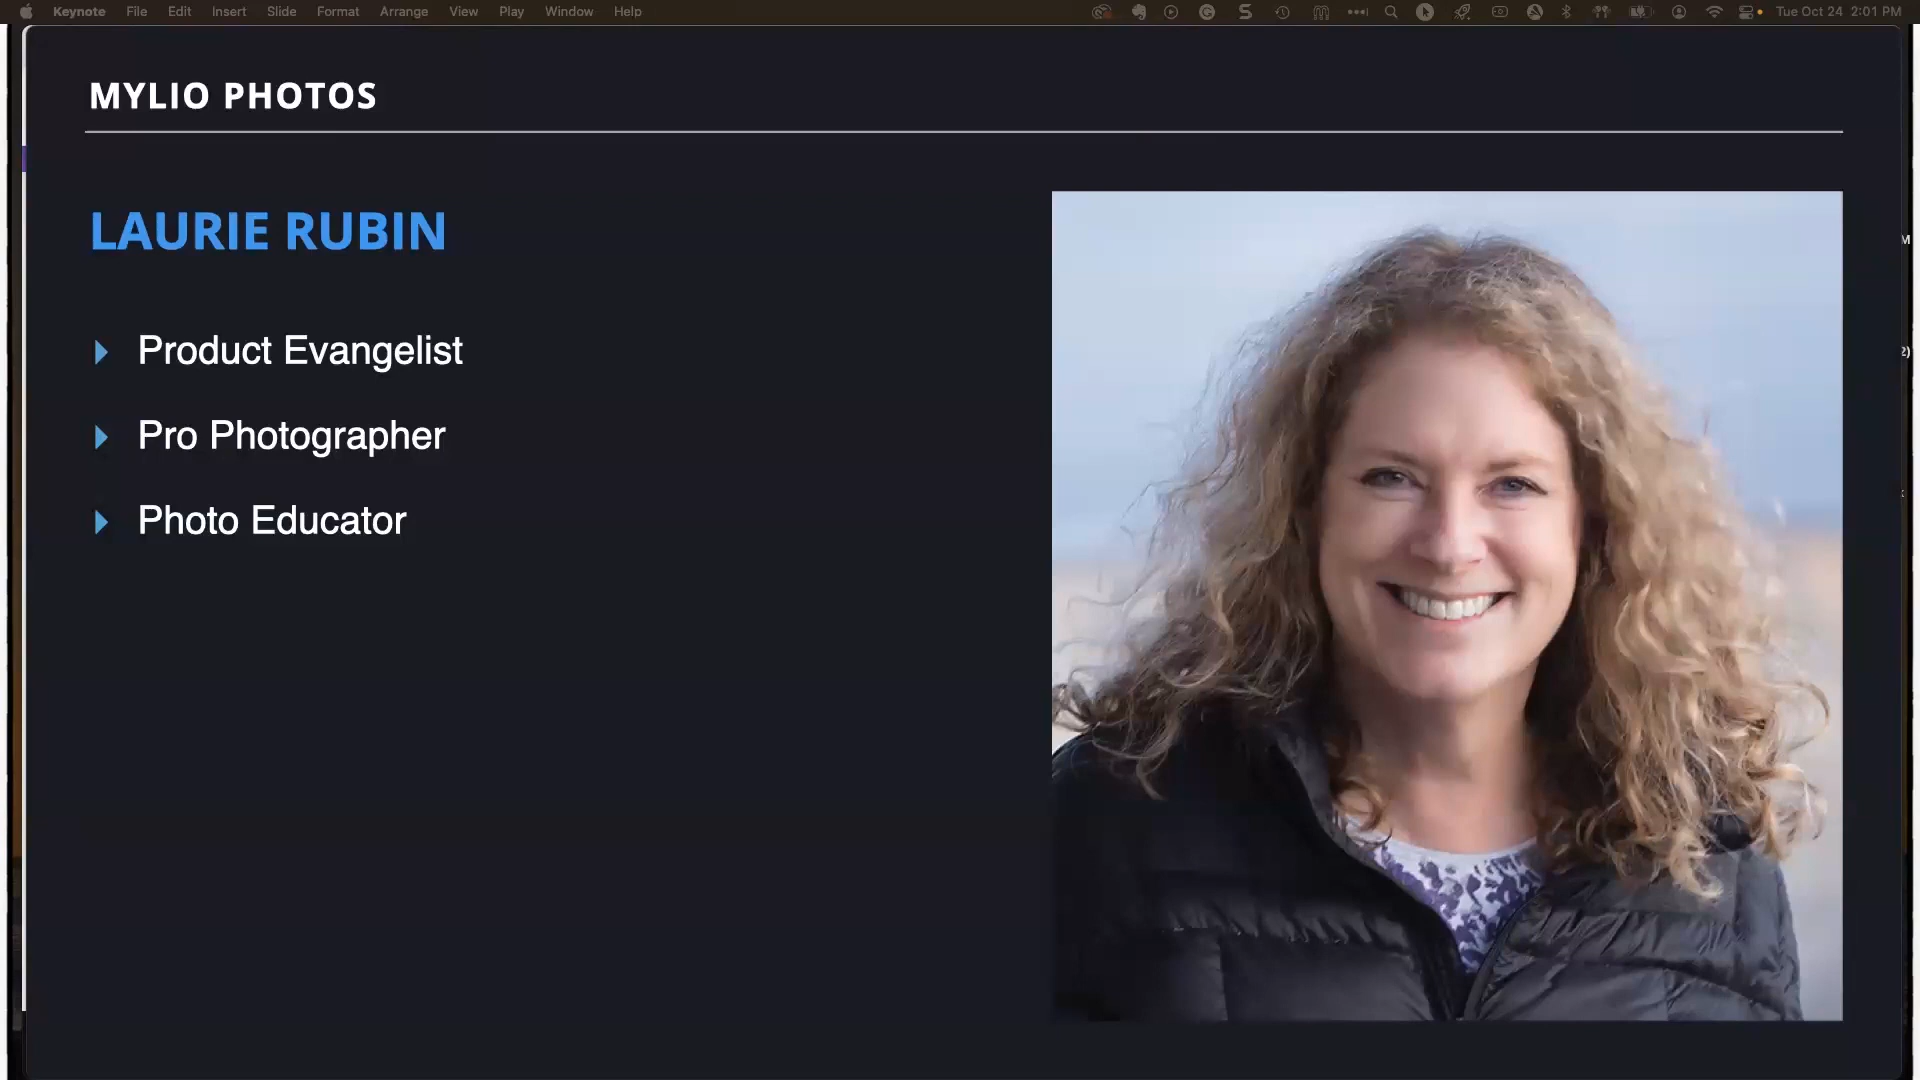 Keynote File Edit Insert Slide Format Arrange View Play Window Help Tue Oct 24 2:01 PM
MYLIO PHOTOS
LAURIE RUBIN
Product Evangelist
Pro Photographer
Photo Educator
M
2)